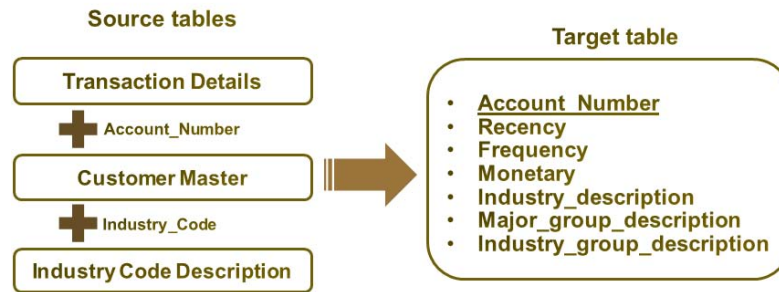 Source tables
Transaction Details
Account_Number
Customer Master
Industry_Code
Industry Code Description
Target table
• Account_Number
• Recency
• Frequency
• Monetary
• Industry_description
• Major_group_description
• Industry_group_description